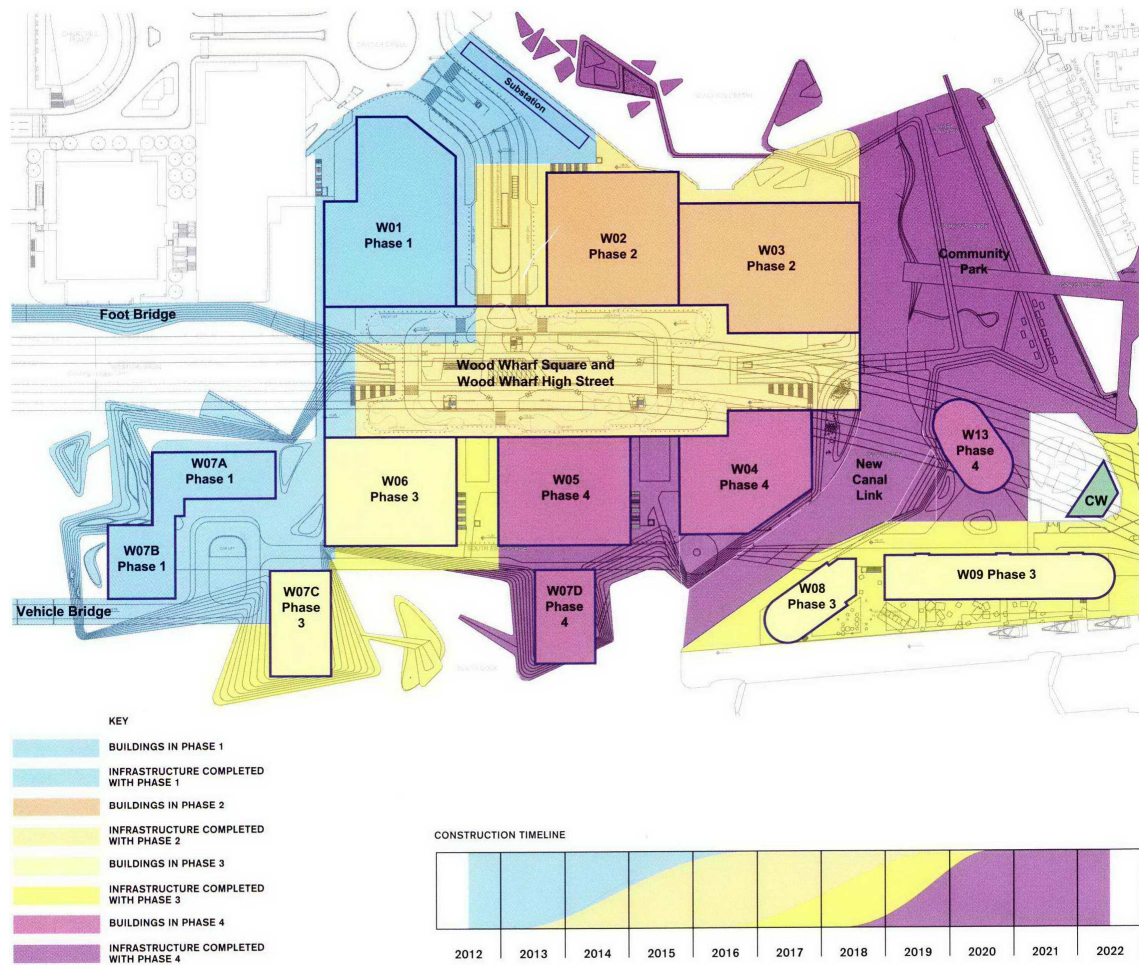 Substation
W01
Phase 1
W02
Phase 2
W03
Phase 2
Community
Park
Foot Bridge
Wood Wharf Square and
Wood Wharf High Street
W07A
Phase 1
W06
Phase 3
W05
Phase 4
W04
Phase 4
New
Canal
Link
W13
Phase
4
CW
W07B
Phase 1
W07C
Phase
3
W07D
Phase
4
W08
Phase 3
W09 Phase 3
Vehicle Bridge
KEY
BUILDINGS IN PHASE 1
INFRASTRUCTURE COMPLETED
WITH PHASE 1
BUILDINGS IN PHASE 2
INFRASTRUCTURE COMPLETED
WITH PHASE 2
BUILDINGS IN PHASE 3
INFRASTRUCTURE COMPLETED
WITH PHASE 3
BUILDINGS IN PHASE 4
INFRASTRUCTURE COMPLETED
WITH PHASE 4
CONSTRUCTION TIMELINE
2012 2013 2014 2015 2016 2017 2018 2019 2020 2021 2022